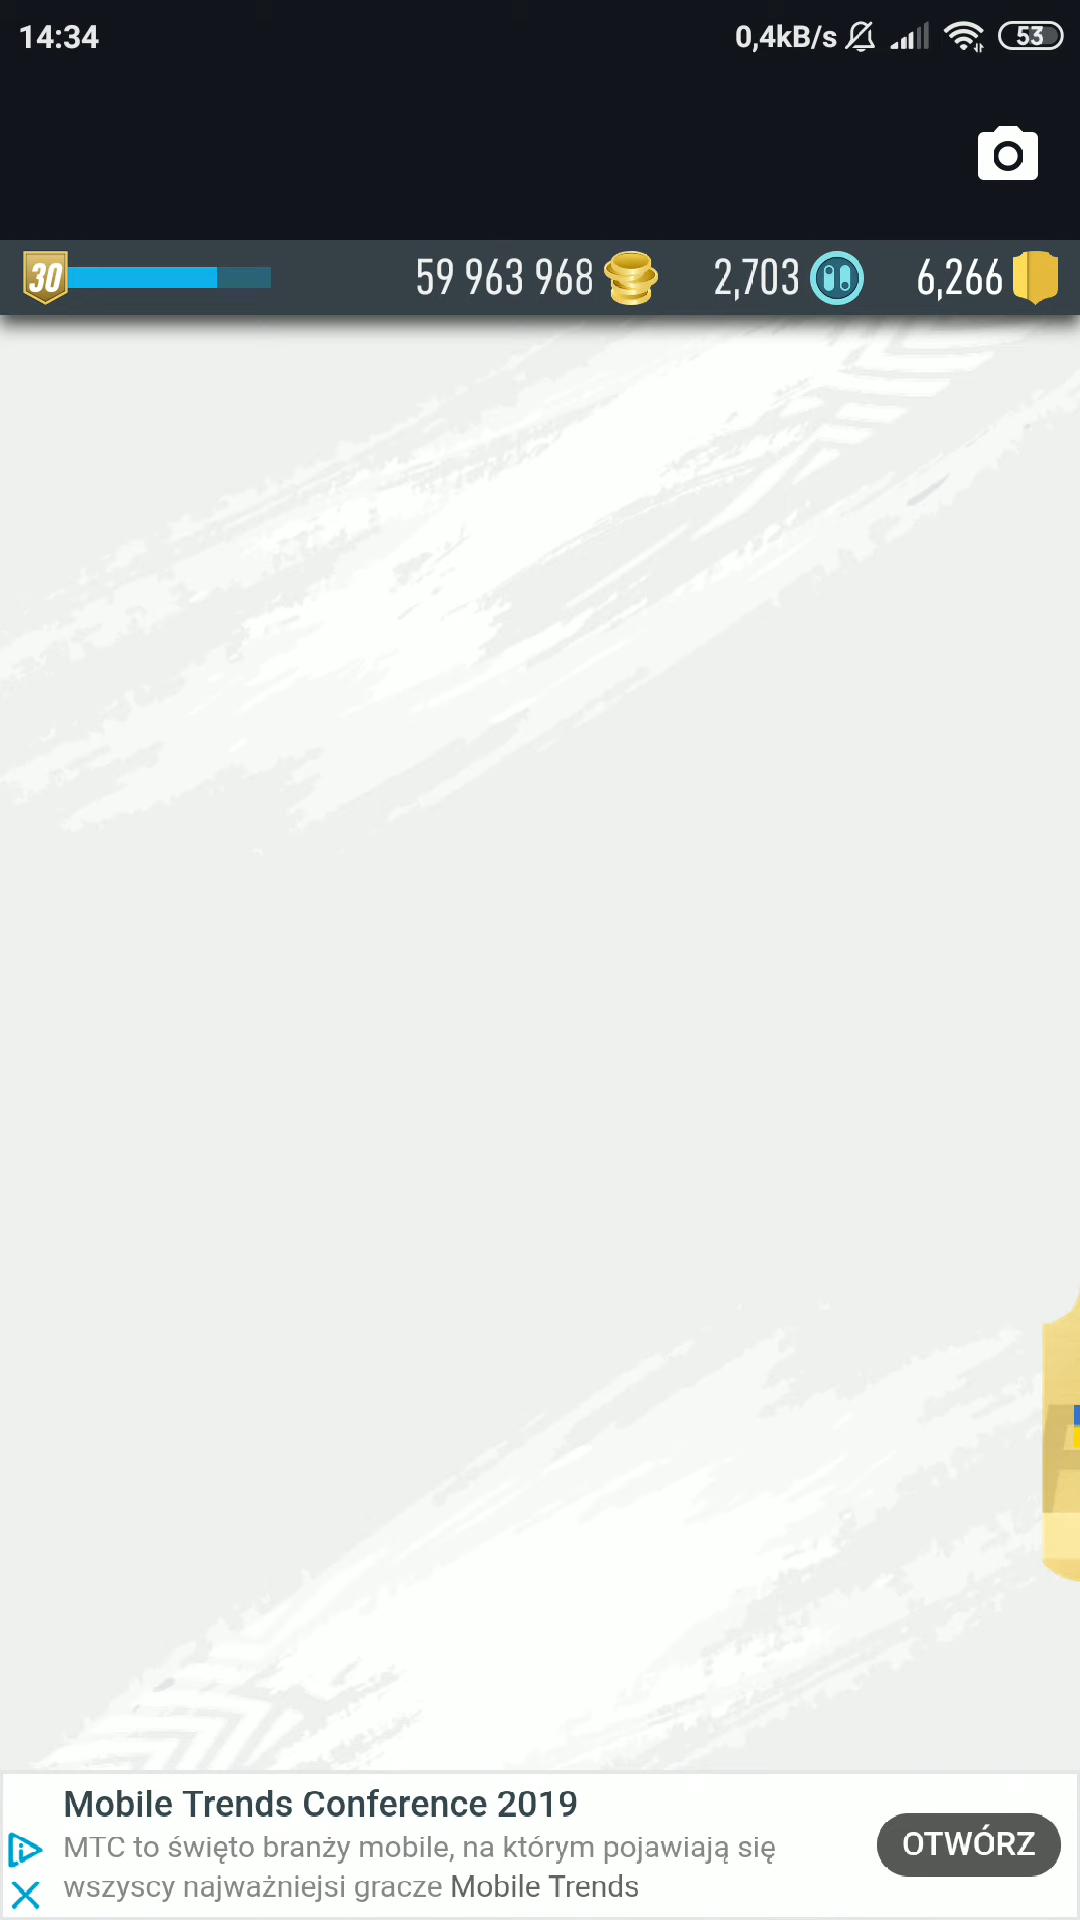 14:34 0,4kB/s 53
30 59 963 968 2,703 6,266
Mobile Trends Conference 2019
MTC to święto branży mobile, na którym pojawiają się
wszyscy najważniejsi gracze Mobile Trends
OTWÓRZ